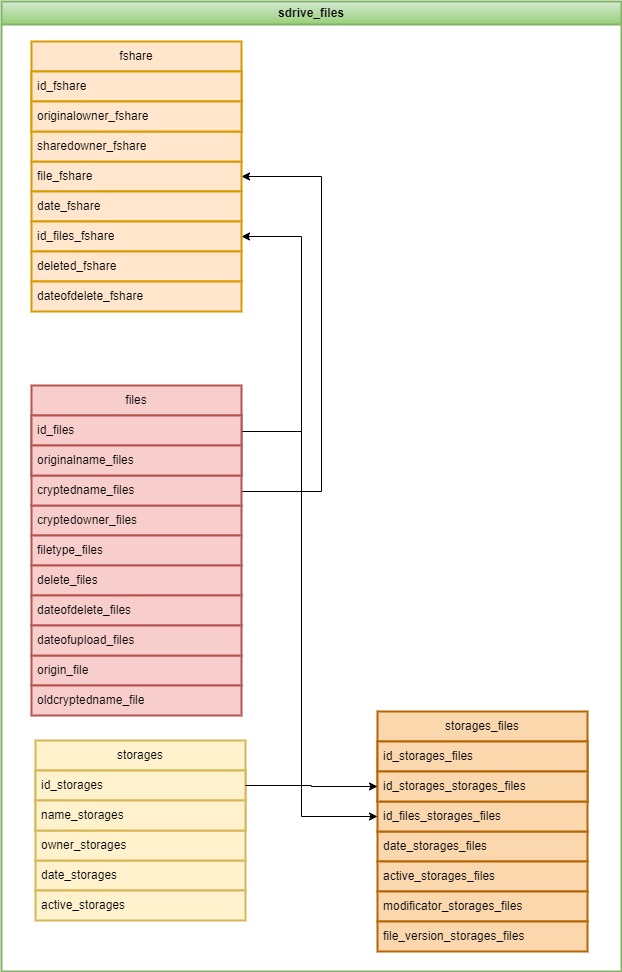 sdrive_files
fshare
id_fshare
originalowner_fshare
sharedowner_fshare
file_fshare
date_fshare
id_files_fshare
deleted_fshare
dateofdelete_fshare
files
id_files
originalname_files
cryptedname_files
cryptedowner_files
filetype_files
delete_files
dateofdelete_files
dateofupload_files
origin_file
oldcryptedname_file
storages
id_storages
name_storages
owner_storages
date_storages
active_storages
storages_files
id_storages_files
id_storages_storages_files
id_files_storages_files
date_storages_files
active_storages_files
modificator_storages_files
file_version_storages_files